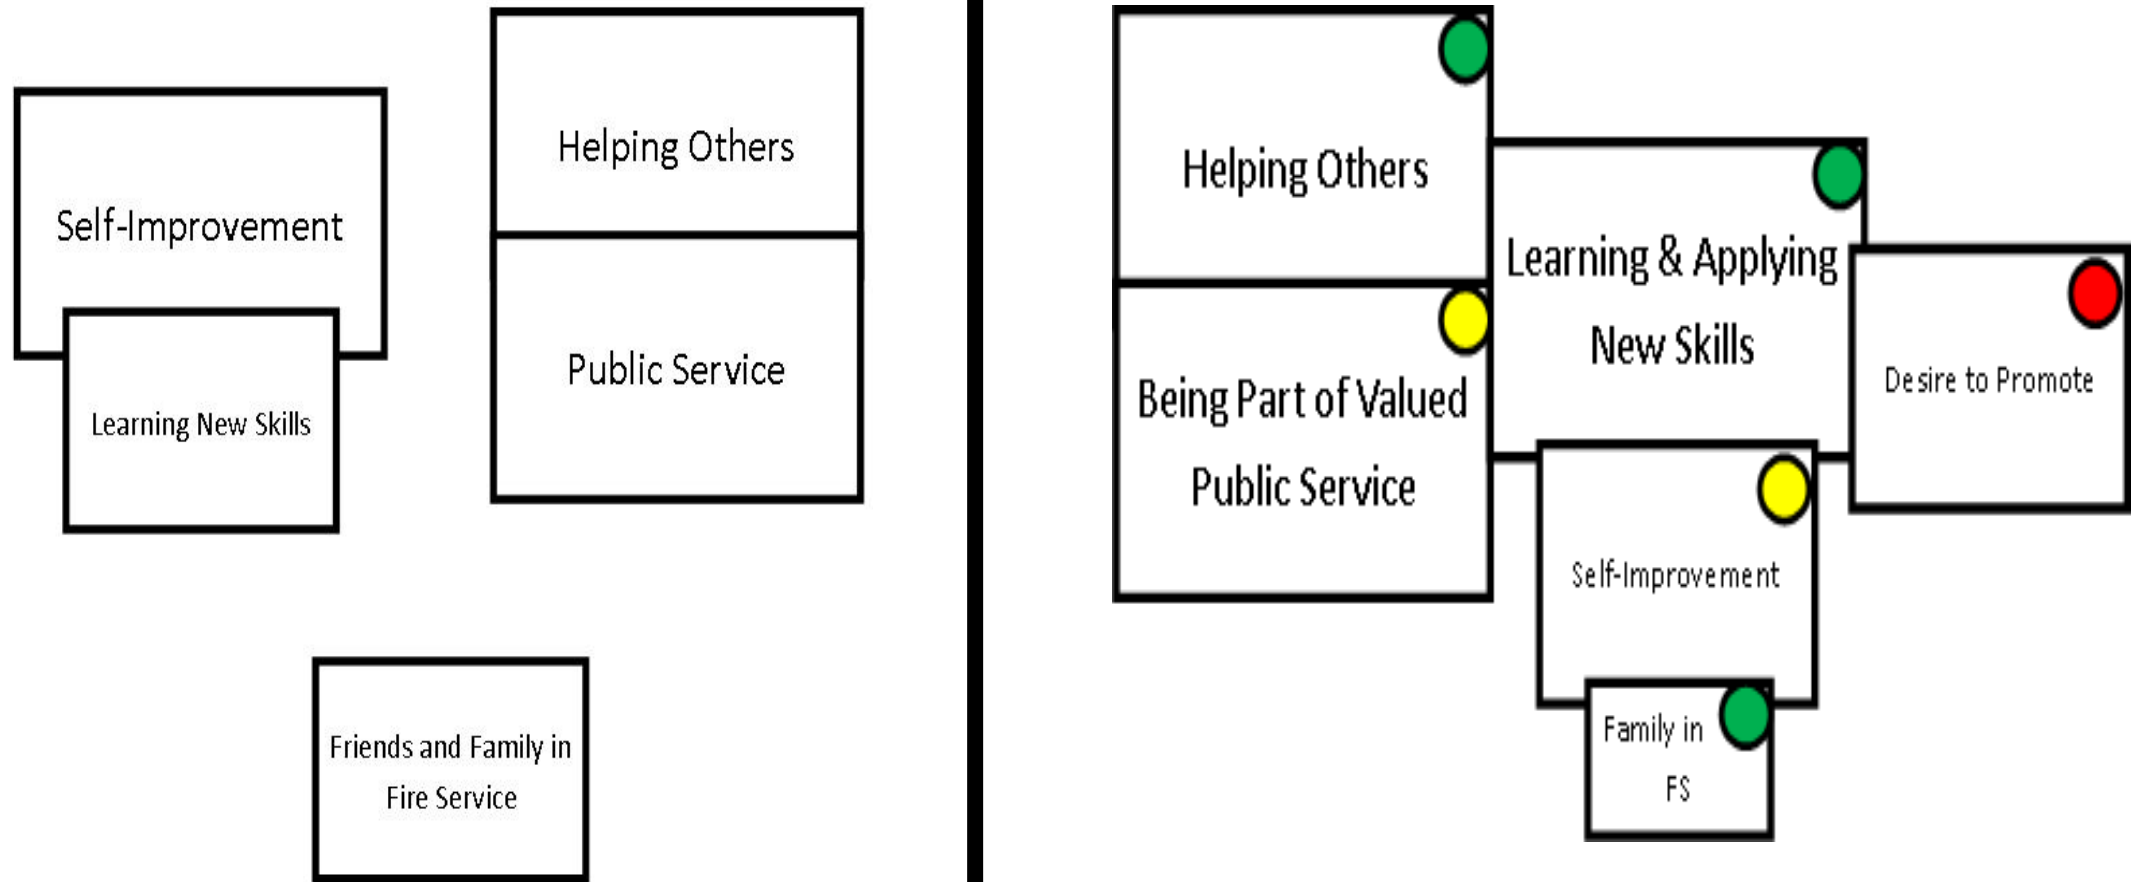 Helping Others
Self-Improvement
Public Service
Learning New Skills
Friends and Family in
Fire Service
Helping Others
Learning & Applying
New Skills
Being Part of Valued
Public Service
Desire to Promote
Self-Improvement
Family in
FS